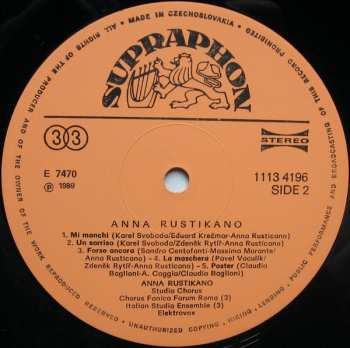 ALL RIGHTS OF THE PRODUCER AND OF THE OWNER OF THE WORK REPRODUCED RESERVED · UNAUTHORIZED COPYING · HIRING · LENDING · PUBLIC PERFORMANCE AND BROADCASTING OF THIS RECORD PROHIBITED
MADE IN CZECHOSLOVAKIA
SUPRAPHON
33
STEREO
E 7470
℗ 1989
1113 4196
SIDE 2
ANNA RUSTIKANO
1. Mi manchi (Karel Svoboda/Eduard Krečmar-Anna Rusticano)
2. Un sorriso (Karel Svoboda/Zdeněk Rytíř-Anna Rusticano)
3. Forse ancora (Sandro Centofanti-Massimo Morante/
Anna Rusticano) - 4. La maschera (Pavel Vaculík/
Zdeněk Rytíř-Anna Rusticano) - 5. Poster (Claudio
Baglioni-A. Coggio/Claudio Baglioni)
ANNA RUSTIKANO
Studio Chorus
Chorus Fonico Forum Roma (3)
Italian Studio Ensemble (3)
Elektrovox